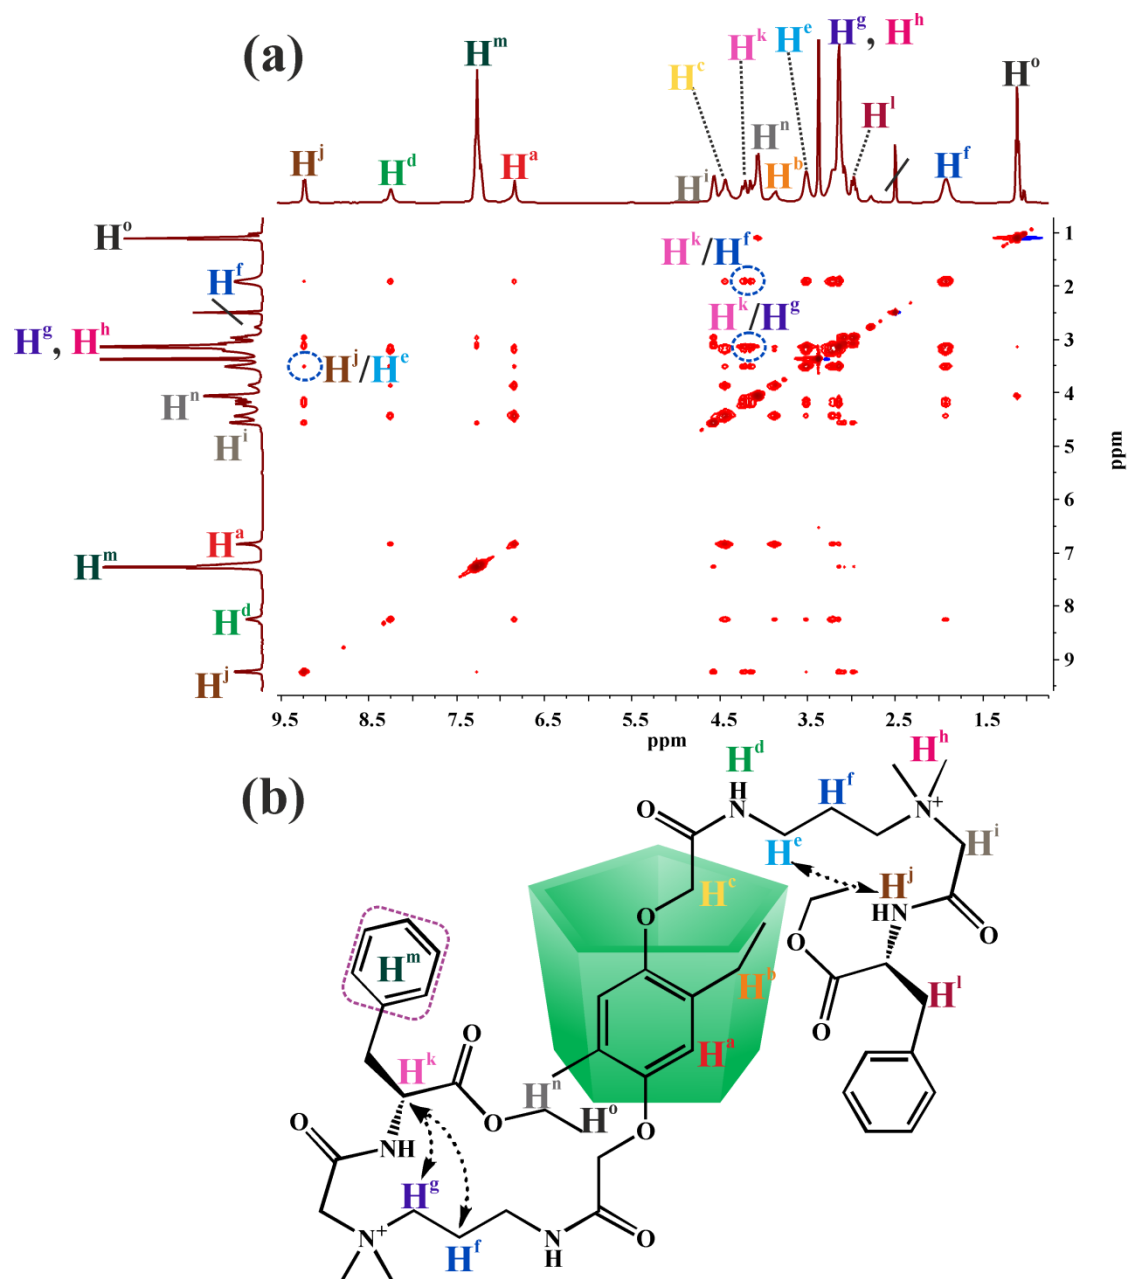 (a)
H^m
H^k
H^e
H^g, H^h
H^c
H^l
H^o
H^j
H^d
H^a
H^i
H^n
H^b
H^f
H^o
H^f
H^g, H^h
H^n
H^i
H^a
H^m
H^d
H^j
H^k/H^f
H^k/H^g
H^j/H^e
1
2
3
4
5
6
7
8
9
ppm
9.5 8.5 7.5 6.5 5.5 4.5 3.5 2.5 1.5
ppm
(b)
H^d
H
N
O
H^f
H^h
N+
H^e
H^i
H^c
H^j
HN
O
O
O
O
H^b
H^l
H^m
H^a
O
H^k
H^n
H^o
O
O
O
NH
H^g
N+
H^f
N
H
O